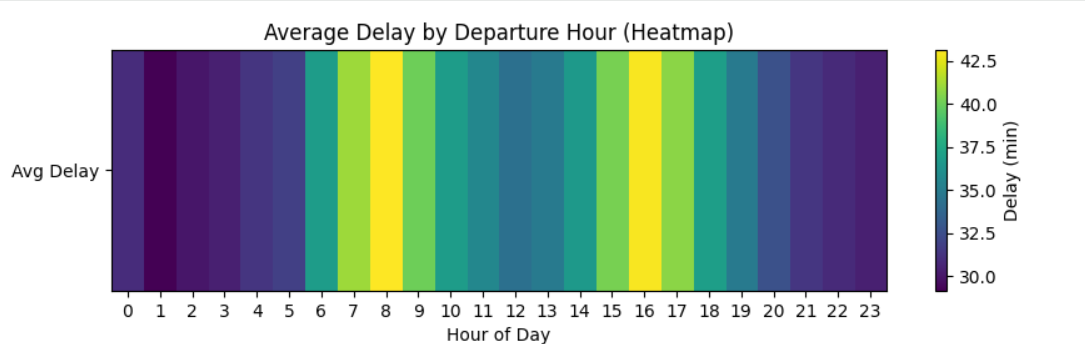 Average Delay by Departure Hour (Heatmap)
Avg Delay
0 1 2 3 4 5 6 7 8 9 10 11 12 13 14 15 16 17 18 19 20 21 22 23
Hour of Day
42.5
40.0
37.5
35.0
32.5
30.0
Delay (min)